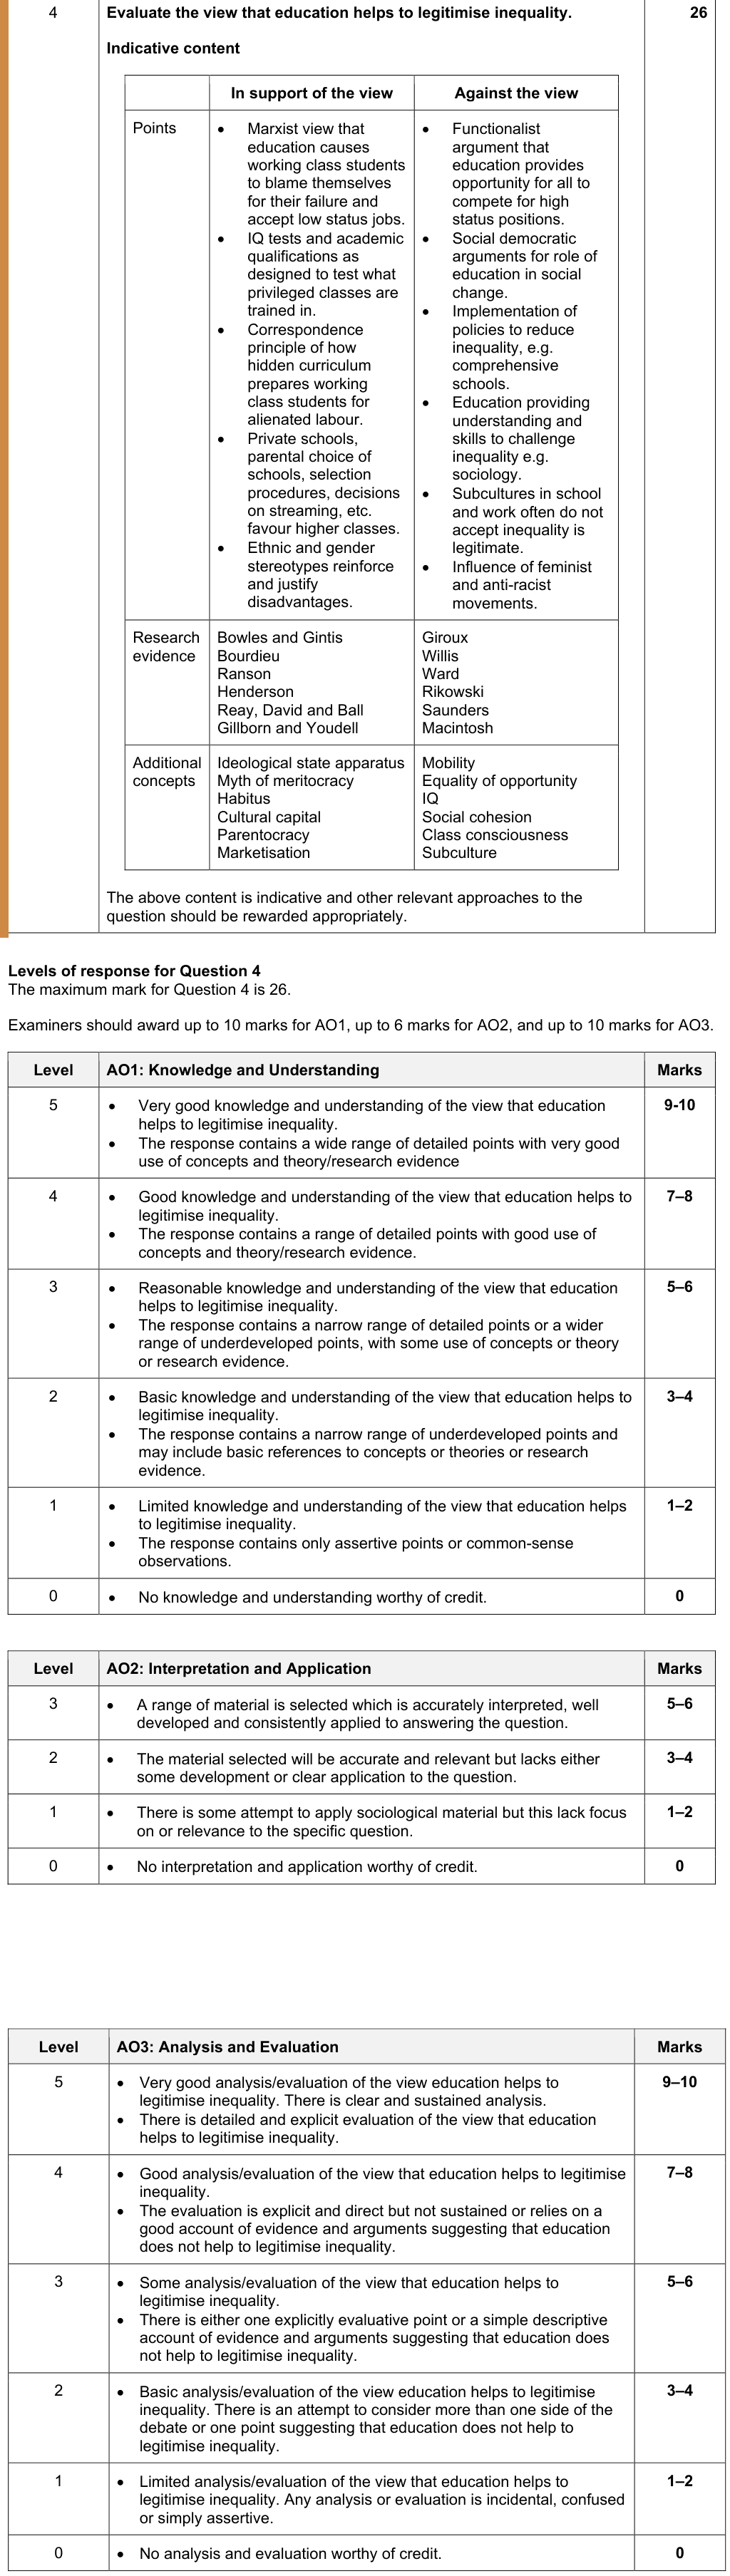 4 Evaluate the view that education helps to legitimise inequality. 26
Indicative content
In support of the view Against the view
Points
• Marxist view that
education causes
working class students
to blame themselves
for their failure and
accept low status jobs.
• IQ tests and academic
qualifications as
designed to test what
privileged classes are
trained in.
• Correspondence
principle of how
hidden curriculum
prepares working
class students for
alienated labour.
• Private schools,
parental choice of
schools, selection
procedures, decisions
on streaming, etc.
favour higher classes.
• Ethnic and gender
stereotypes reinforce
and justify
disadvantages.
• Functionalist
argument that
education provides
opportunity for all to
compete for high
status positions.
• Social democratic
arguments for role of
education in social
change.
• Implementation of
policies to reduce
inequality, e.g.
comprehensive
schools.
• Education providing
understanding and
skills to challenge
inequality e.g.
sociology.
• Subcultures in school
and work often do not
accept inequality is
legitimate.
• Influence of feminist
and anti-racist
movements.
Research
evidence
Bowles and Gintis
Bourdieu
Ranson
Henderson
Reay, David and Ball
Gillborn and Youdell
Giroux
Willis
Ward
Rikowski
Saunders
Macintosh
Additional
concepts
Ideological state apparatus
Myth of meritocracy
Habitus
Cultural capital
Parentocracy
Marketisation
Mobility
Equality of opportunity
IQ
Social cohesion
Class consciousness
Subculture
The above content is indicative and other relevant approaches to the
question should be rewarded appropriately.
Levels of response for Question 4
The maximum mark for Question 4 is 26.
Examiners should award up to 10 marks for AO1, up to 6 marks for AO2, and up to 10 marks for AO3.
Level AO1: Knowledge and Understanding Marks
5 • Very good knowledge and understanding of the view that education 9-10
helps to legitimise inequality.
• The response contains a wide range of detailed points with very good
use of concepts and theory/research evidence
4 • Good knowledge and understanding of the view that education helps to 7–8
legitimise inequality.
• The response contains a range of detailed points with good use of
concepts and theory/research evidence.
3 • Reasonable knowledge and understanding of the view that education 5–6
helps to legitimise inequality.
• The response contains a narrow range of detailed points or a wider
range of underdeveloped points, with some use of concepts or theory
or research evidence.
2 • Basic knowledge and understanding of the view that education helps to 3–4
legitimise inequality.
• The response contains a narrow range of underdeveloped points and
may include basic references to concepts or theories or research
evidence.
1 • Limited knowledge and understanding of the view that education helps 1–2
to legitimise inequality.
• The response contains only assertive points or common-sense
observations.
0 • No knowledge and understanding worthy of credit. 0
Level AO2: Interpretation and Application Marks
3 • A range of material is selected which is accurately interpreted, well 5–6
developed and consistently applied to answering the question.
2 • The material selected will be accurate and relevant but lacks either 3–4
some development or clear application to the question.
1 • There is some attempt to apply sociological material but this lack focus 1–2
on or relevance to the specific question.
0 • No interpretation and application worthy of credit. 0
Level AO3: Analysis and Evaluation Marks
5 • Very good analysis/evaluation of the view education helps to 9–10
legitimise inequality. There is clear and sustained analysis.
• There is detailed and explicit evaluation of the view that education
helps to legitimise inequality.
4 • Good analysis/evaluation of the view that education helps to legitimise 7–8
inequality.
• The evaluation is explicit and direct but not sustained or relies on a
good account of evidence and arguments suggesting that education
does not help to legitimise inequality.
3 • Some analysis/evaluation of the view that education helps to 5–6
legitimise inequality.
• There is either one explicitly evaluative point or a simple descriptive
account of evidence and arguments suggesting that education does
not help to legitimise inequality.
2 • Basic analysis/evaluation of the view education helps to legitimise 3–4
inequality. There is an attempt to consider more than one side of the
debate or one point suggesting that education does not help to
legitimise inequality.
1 • Limited analysis/evaluation of the view that education helps to 1–2
legitimise inequality. Any analysis or evaluation is incidental, confused
or simply assertive.
0 • No analysis and evaluation worthy of credit. 0